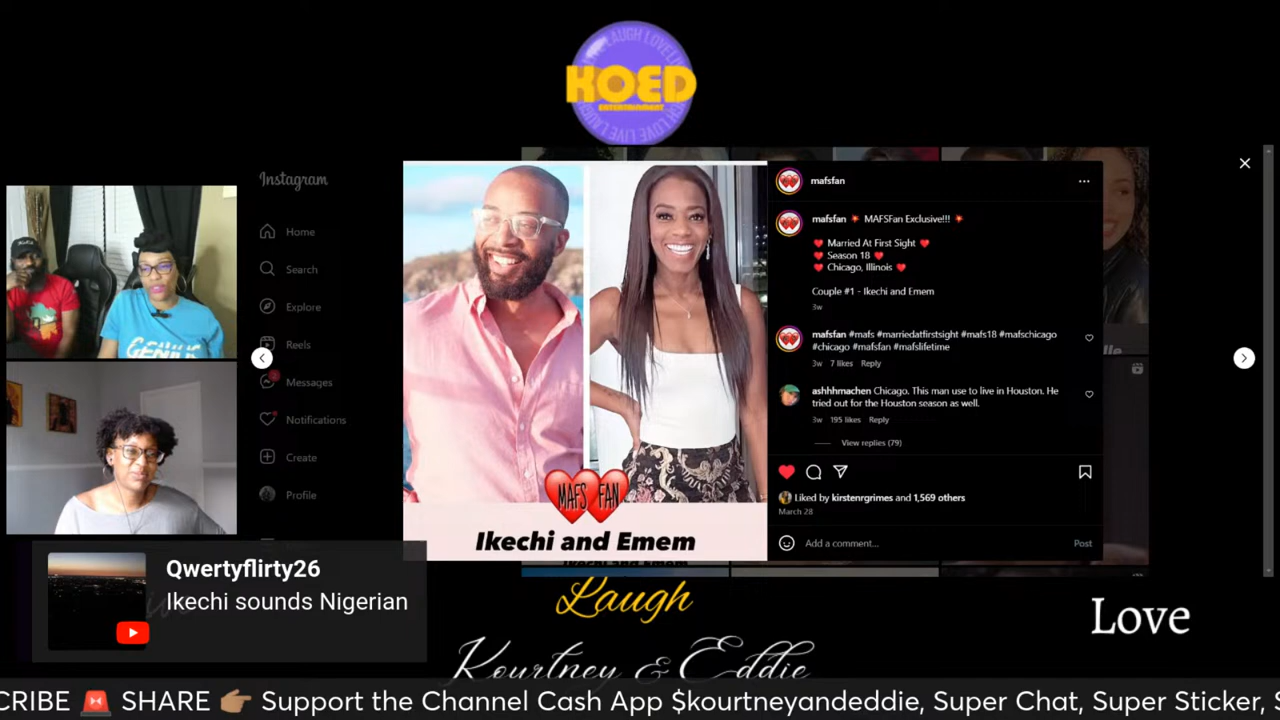 LIVE LAUGH LOVE
KOED
ENTERTAINMENT
Instagram
Home
Search
Explore
Reels
Messages
Notifications
Create
Profile
GENIUS
MAFS FAN
Ikechi and Emem
mafsfan
mafsfan 💥 MAFSFan Exclusive!!! 💥
❤️ Married At First Sight ❤️
❤️ Season 18 ❤️
❤️ Chicago, Illinois ❤️
Couple #1 - Ikechi and Emem
3w
mafsfan #mafs #marriedatfirstsight #mafs18 #mafschicago
#chicago #mafsfan #mafslifetime
3w 7 likes Reply
ashhhmachen Chicago. This man use to live in Houston. He
tried out for the Houston season as well.
3w 195 likes Reply
View replies (79)
Liked by kirstenrgrimes and 1,569 others
March 28
Add a comment... Post
Qwertyflirty26
Ikechi sounds Nigerian
Laugh
Love
Kourtney & Eddie
CRIBE 🚨 SHARE 👉🏽 Support the Channel Cash App $kourtneyandeddie, Super Chat, Super Sticker, S